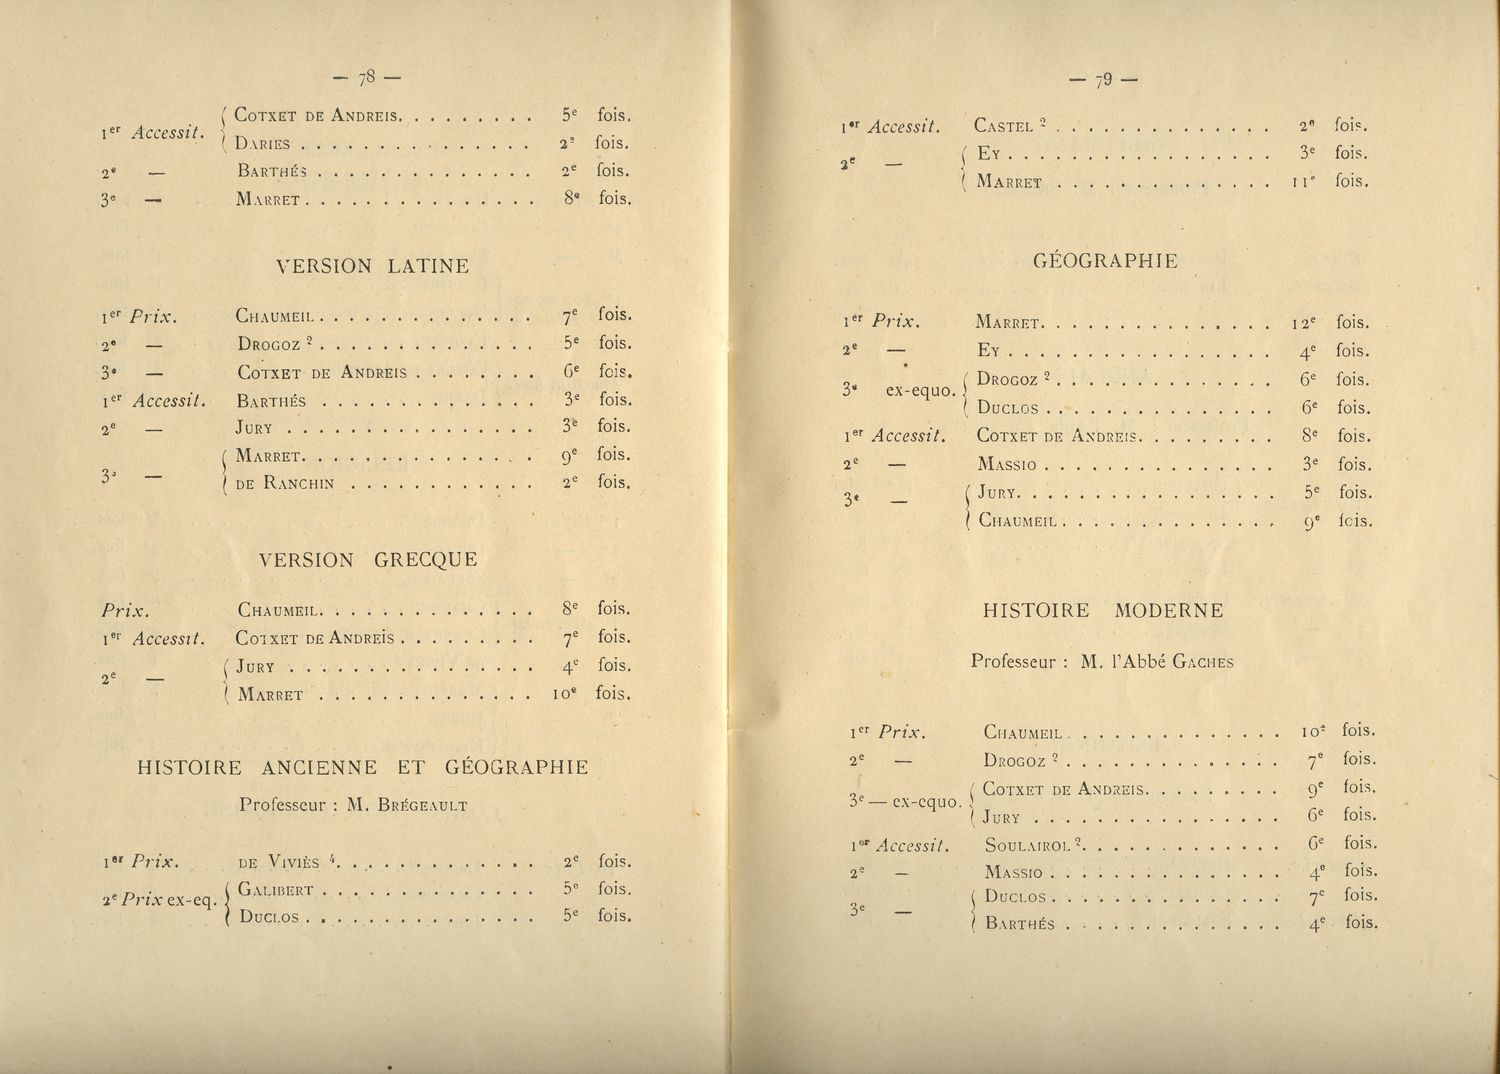 — 78 —
1er Accessit. { Cotxet de Andreis. . . . . . . . 5e fois.
Daries . . . . . . . . . . . . . . 2e fois.
2e — Barthés . . . . . . . . . . . . . . 2e fois.
3e — Marret . . . . . . . . . . . . . . 8e fois.
VERSION LATINE
1er Prix. Chaumeil . . . . . . . . . . . . . . 7e fois.
2e — Drogoz 2 . . . . . . . . . . . . . . 5e fois.
3e — Cotxet de Andreis . . . . . . . . 6e fois.
1er Accessit. Barthés . . . . . . . . . . . . . . 3e fois.
2e — Jury . . . . . . . . . . . . . . 3e fois.
3e — { Marret. . . . . . . . . . . . . . 9e fois.
de Ranchin . . . . . . . . . . . . 2e fois.
VERSION GRECQUE
Prix. Chaumeil. . . . . . . . . . . . . . 8e fois.
1er Accessit. Cotxet de Andreis . . . . . . . . . 7e fois.
2e — { Jury . . . . . . . . . . . . . . 4e fois.
Marret . . . . . . . . . . . . . . 10e fois.
HISTOIRE ANCIENNE ET GÉOGRAPHIE
Professeur : M. Brégeault
1er Prix. de Viviès 4. . . . . . . . . . . . 2e fois.
2e Prix ex-eq. { Galibert . . . . . . . . . . . . . . 5e fois.
Duclos . . . . . . . . . . . . . . 5e fois.
— 79 —
1er Accessit. Castel 2 . . . . . . . . . . . . . . 2e fois.
2e — { Ey . . . . . . . . . . . . . . 3e fois.
Marret . . . . . . . . . . . . . . 11e fois.
GÉOGRAPHIE
1er Prix. Marret. . . . . . . . . . . . . . 12e fois.
2e — Ey . . . . . . . . . . . . . . 4e fois.
3e ex-equo. { Drogoz 2 . . . . . . . . . . . . . . 6e fois.
Duclos . . . . . . . . . . . . . . 6e fois.
1er Accessit. Cotxet de Andreis. . . . . . . . 8e fois.
2e — Massio . . . . . . . . . . . . . . 3e fois.
3e — { Jury. . . . . . . . . . . . . . 5e fois.
Chaumeil . . . . . . . . . . . . . . 9e fois.
HISTOIRE MODERNE
Professeur : M. l'Abbé Gaches
1er Prix. Chaumeil . . . . . . . . . . . . . . 10e fois.
2e — Drogoz 2 . . . . . . . . . . . . . . 7e fois.
3e — ex-equo. { Cotxet de Andreis. . . . . . . . 9e fois.
Jury . . . . . . . . . . . . . . 6e fois.
1er Accessit. Soulairol 2. . . . . . . . . . . 6e fois.
2e — Massio . . . . . . . . . . . . . . 4e fois.
3e — { Duclos . . . . . . . . . . . . . . 7e fois.
Barthés . . . . . . . . . . . . . . 4e fois.